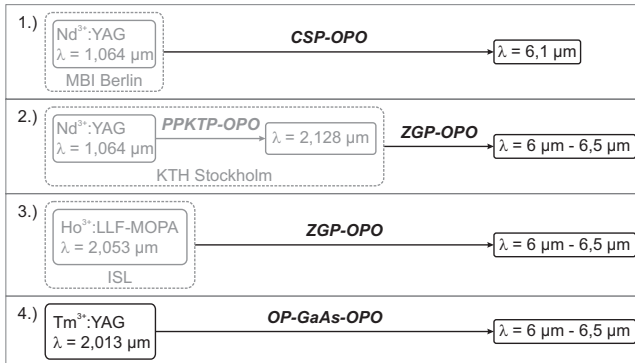 1.)
Nd³⁺:YAG
λ = 1,064 µm
MBI Berlin
CSP-OPO
λ = 6,1 µm
2.)
Nd³⁺:YAG
λ = 1,064 µm
PPKTP-OPO
λ = 2,128 µm
KTH Stockholm
ZGP-OPO
λ = 6 µm - 6,5 µm
3.)
Ho³⁺:LLF-MOPA
λ = 2,053 µm
ISL
ZGP-OPO
λ = 6 µm - 6,5 µm
4.)
Tm³⁺:YAG
λ = 2,013 µm
OP-GaAs-OPO
λ = 6 µm - 6,5 µm